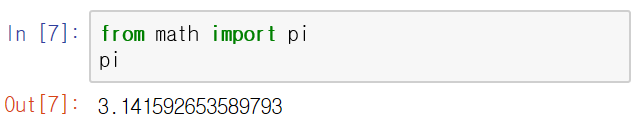 In [7]: from math import pi
pi
Out[7]: 3.141592653589793